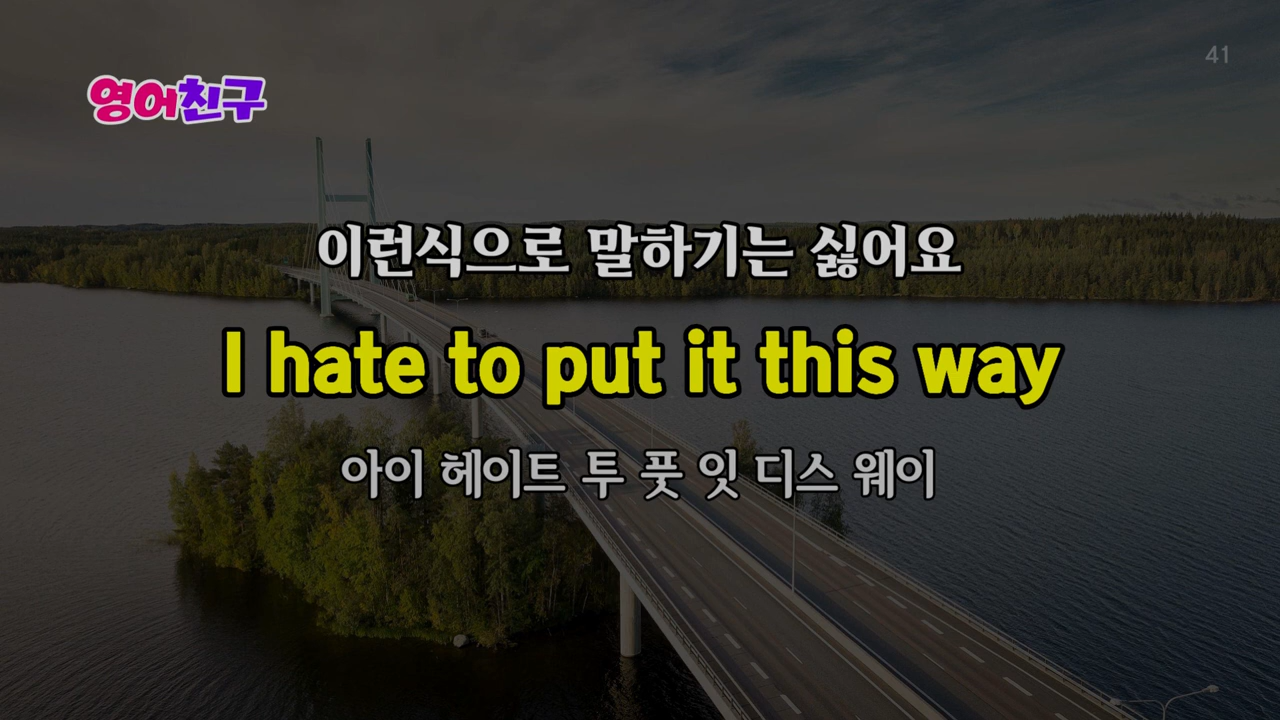 41
영어친구
이런식으로 말하기는 싫어요
I hate to put it this way
아이 헤이트 투 풋 잇 디스 웨이